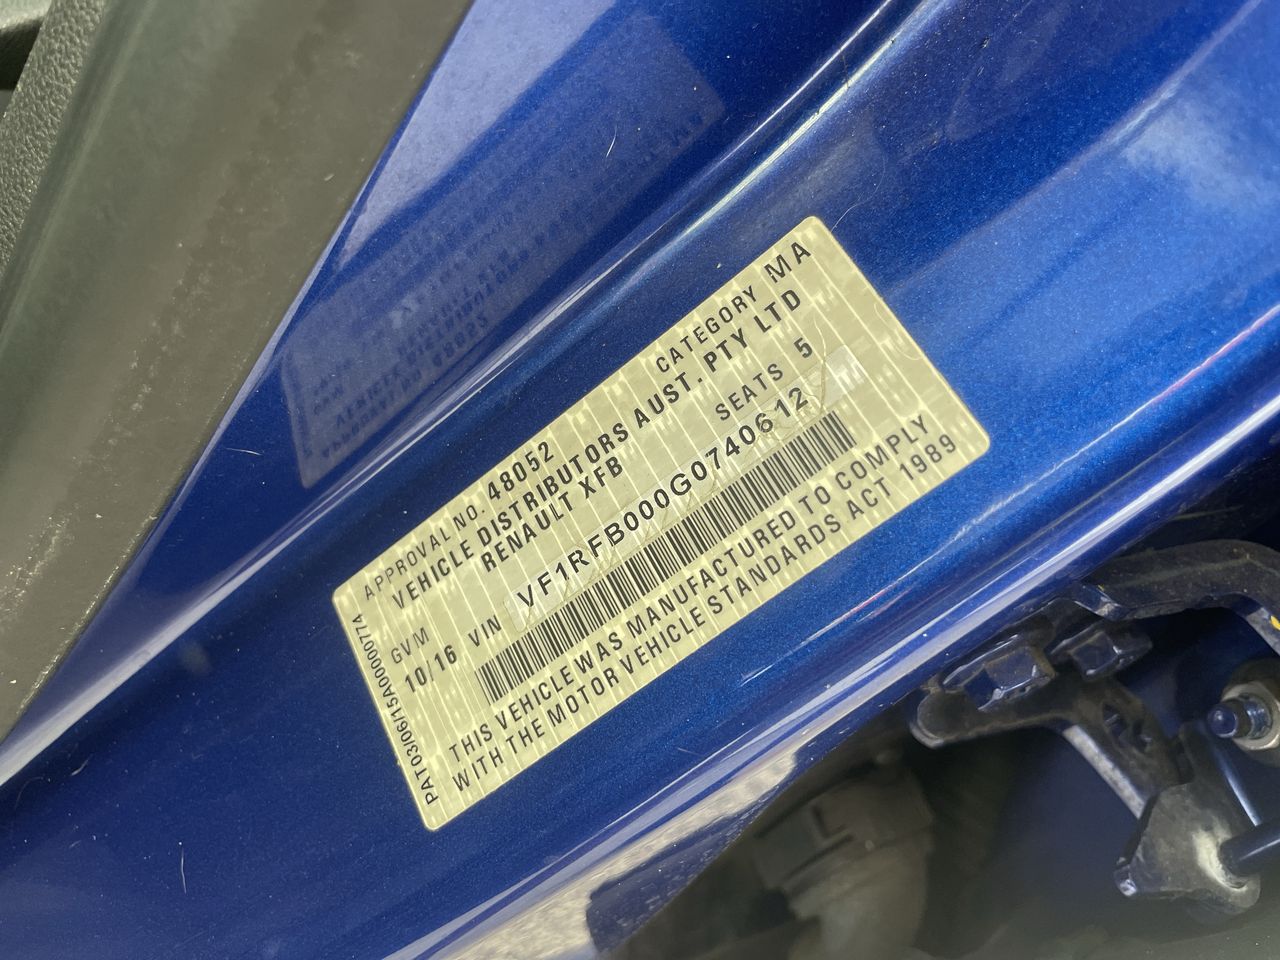 APPROVAL NO. 48052 CATEGORY MA
VEHICLE DISTRIBUTORS AUST. PTY LTD
RENAULT XFB SEATS 5
GVM
10/16 VIN VF1RFB000G0740612
THIS VEHICLE WAS MANUFACTURED TO COMPLY
WITH THE MOTOR VEHICLE STANDARDS ACT 1989
PAT03/06/15A00000774